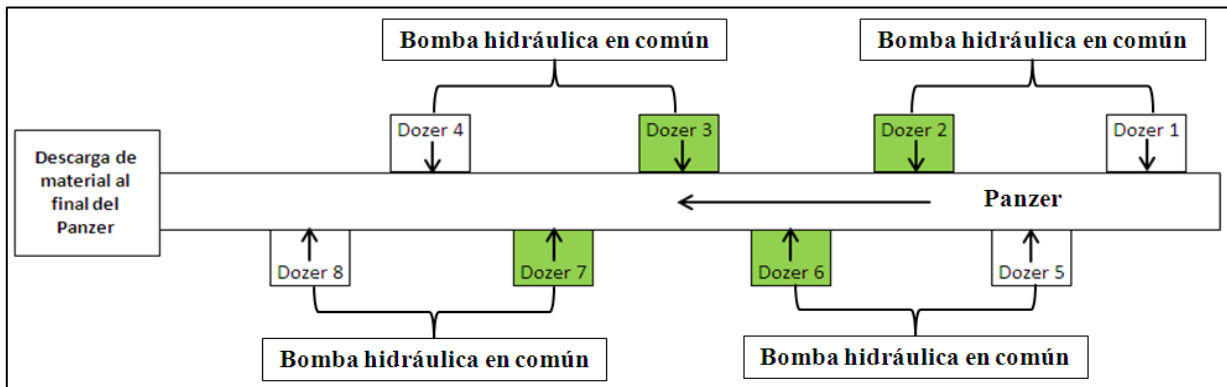 Bomba hidráulica en común
Bomba hidráulica en común
Dozer 4
Dozer 3
Dozer 2
Dozer 1
Descarga de
material al
final del
Panzer
Panzer
Dozer 8
Dozer 7
Dozer 6
Dozer 5
Bomba hidráulica en común
Bomba hidráulica en común